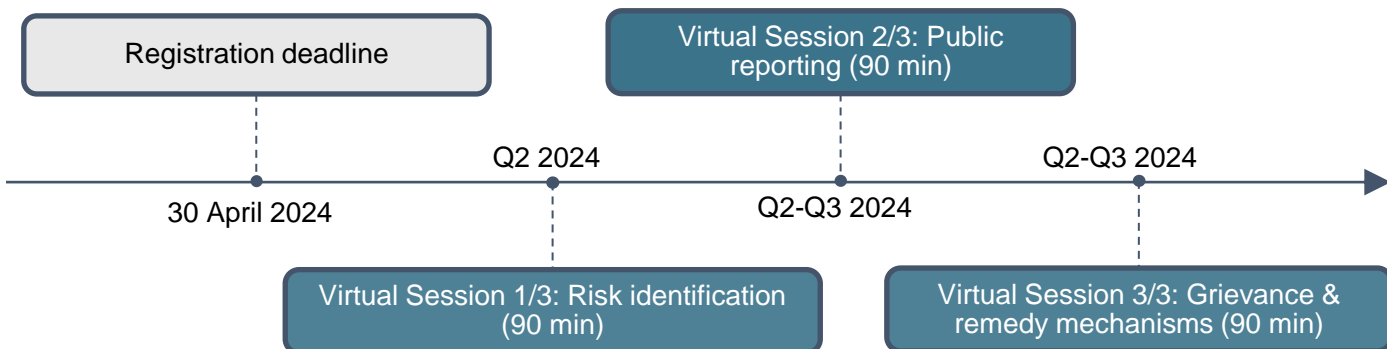 Registration deadline
Virtual Session 2/3: Public
reporting (90 min)
Q2 2024
Q2-Q3 2024
30 April 2024
Q2-Q3 2024
Virtual Session 1/3: Risk identification
(90 min)
Virtual Session 3/3: Grievance &
remedy mechanisms (90 min)